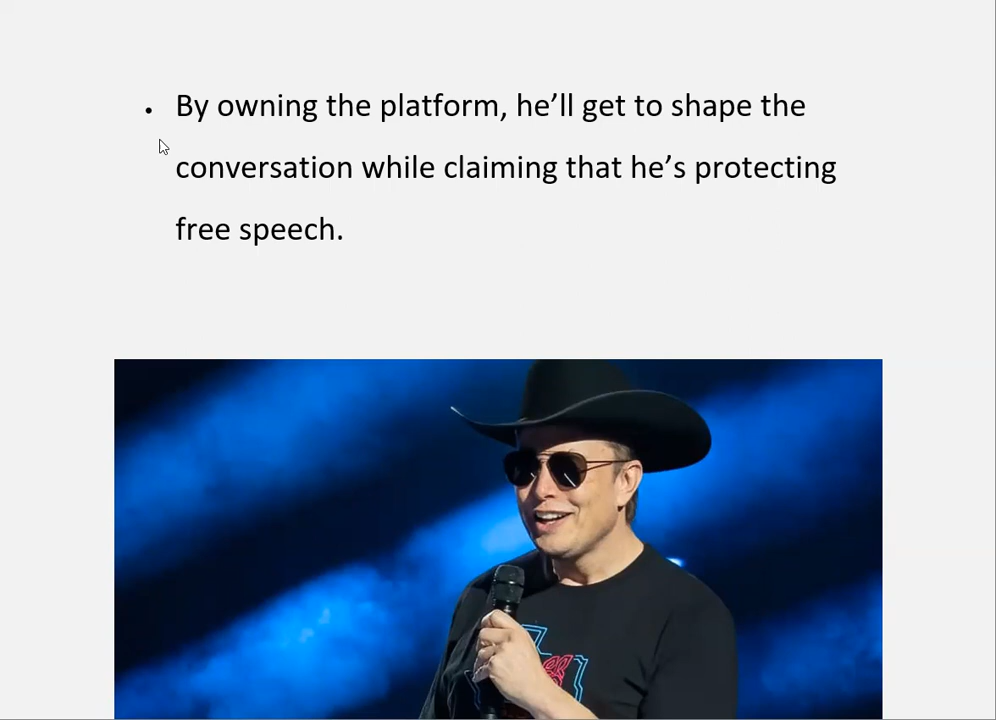 • By owning the platform, he’ll get to shape the
conversation while claiming that he’s protecting
free speech.